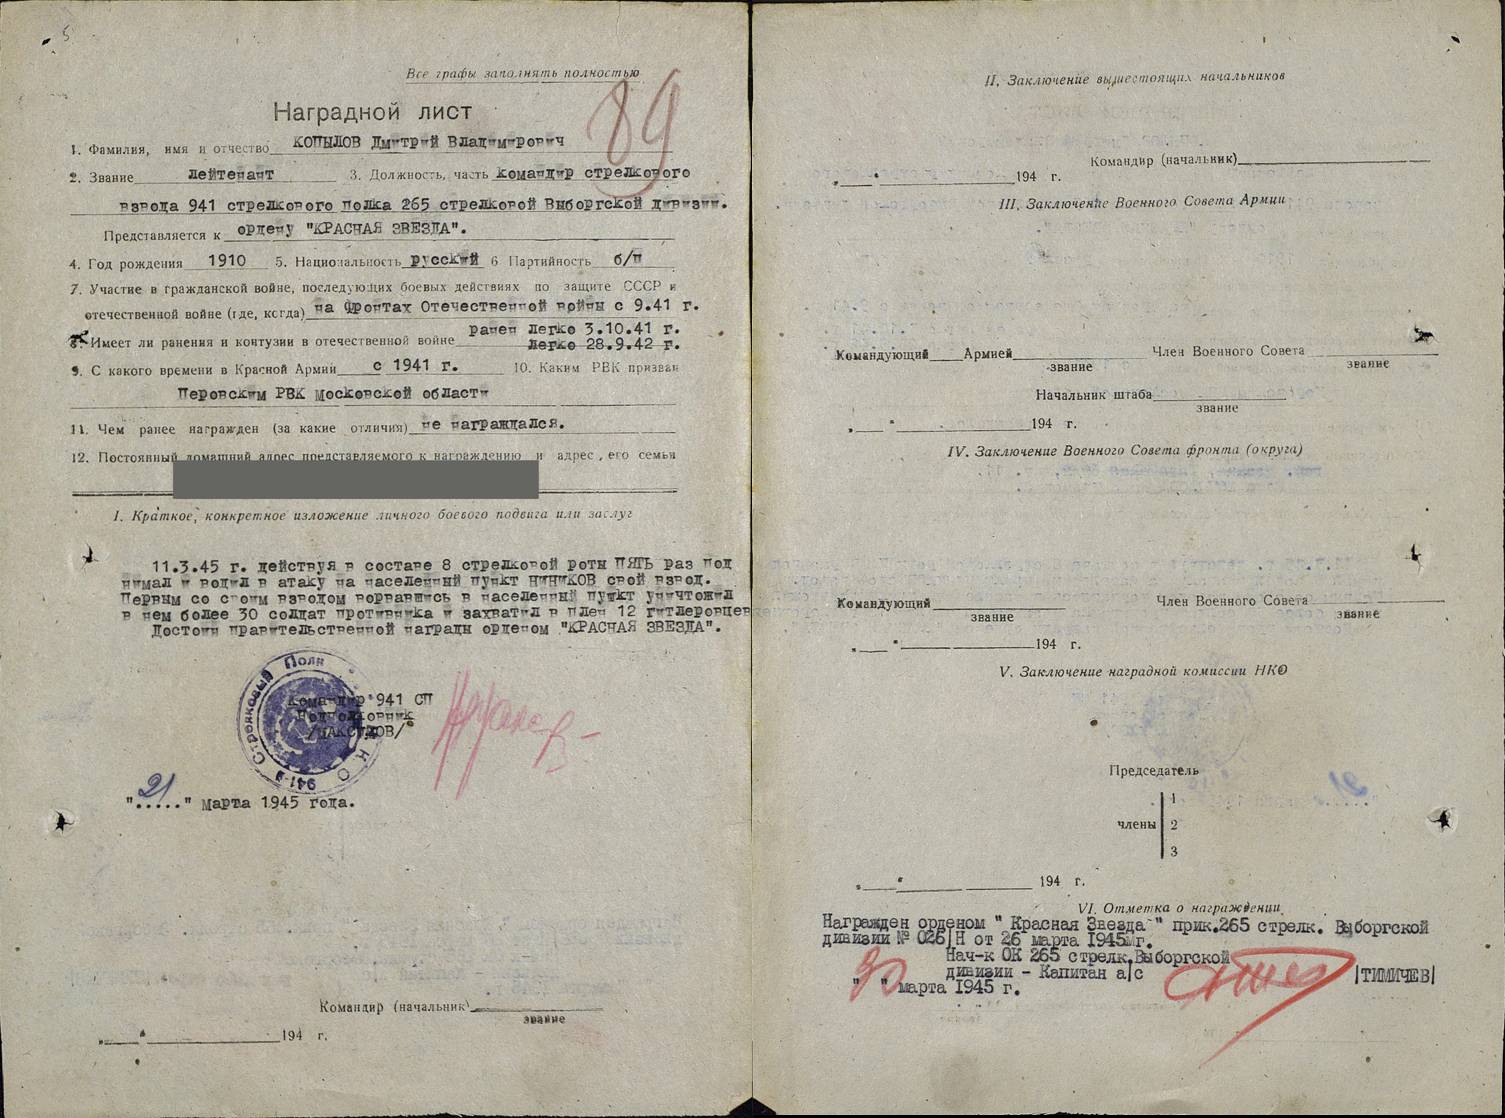 5
Все графы заполнять полностью
89
Наградной лист
1. Фамилия, имя и отчество КОПЫЛОВ Дмитрий Владимирович
2. Звание лейтенант 3. Должность, часть командир стрелкового
взвода 941 стрелкового полка 265 стрелковой Выборгской дивизии.
Представляется к ордену "КРАСНАЯ ЗВЕЗДА".
4. Год рождения 1910 5. Национальность русский 6 Партийность б/п
7. Участие в гражданской войне, последующих боевых действиях по защите СССР и
отечественной войне (где, когда) на Фронтах Отечественной войны с 9.41 г.
ранен легко 3.10.41 г.
8. Имеет ли ранения и контузии в отечественной войне легко 28.9.42 г.
9. С какого времени в Красной Армии с 1941 г. 10. Каким РВК призван
Перовским РВК Московской области
11. Чем ранее награжден (за какие отличия) не награждался.
12. Постоянный домашний адрес представляемого к награждению и адрес, его семьи
I. Краткое, конкретное изложение личного боевого подвига или заслуг
11.3.45 г. действуя в составе 8 стрелковой роты ПЯТЬ раз под
нимал и водил в атаку на населенный пункт НИНИКОВ свой взвод.
Первым со своим взводом ворвавшись в населенный пункт уничтожил
в нем более 30 солдат противника и захватил в плен 12 гитлеровцев
Достоин правительственной награды орденом "КРАСНАЯ ЗВЕЗДА".
941-й Стрелковый Полк НКО
Командир 941 СП
Подполковник
"21" марта 1945 года.
Командир (начальник)
звание
„ “ 194 г.
II. Заключение вышестоящих начальников
Командир (начальник)
„ “ 194 г.
III. Заключение Военного Совета Армии
Командующий Армией Член Военного Совета
звание звание
Начальник штаба
звание
„ “ 194 г.
IV. Заключение Военного Совета фронта (округа)
Командующий Член Военного Совета
звание звание
„ “ 194 г.
V. Заключение наградной комиссии НКО
Председатель
1
члены 2
3
„ “ 194 г.
VI. Отметка о награждении
Награжден орденом " Красная Звезда " прик.265 стрелк. Выборгской
дивизии № 026/Н от 26 марта 1945 г.
Нач-к ОК 265 стрелк.Выборгской
дивизии - Капитан а/с |ТИМИЧЕВ|
"30" марта 1945 г.